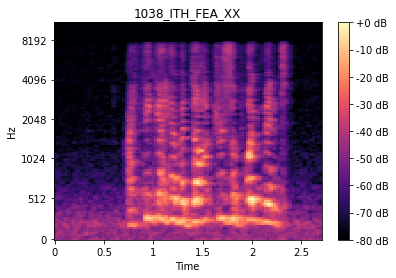 1038_ITH_FEA_XX
+0 dB
8192
-10 dB
4096
-20 dB
-30 dB
2048
Hz
-40 dB
1024
-50 dB
512
-60 dB
-70 dB
0
-80 dB
0 0.5 1 1.5 2 2.5
Time